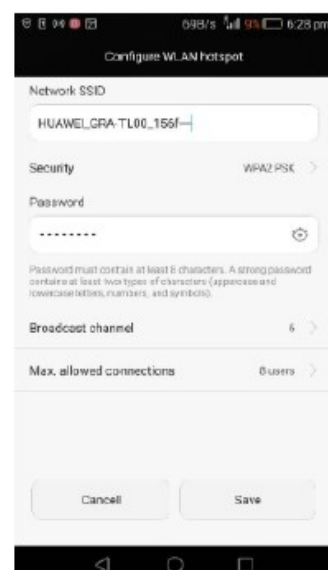 69B/s 9% 6:28 pm
Configure WLAN hotspot
Network SSID
HUAWEI_GRA-TL00_156f—
Security WPA2 PSK
Password
••••••••
Password must contain at least 8 characters. A strong password
contains at least two types of characters (uppercase and
lowercase letters, numbers, and symbols).
Broadcast channel 6
Max. allowed connections 8 users
Cancel Save